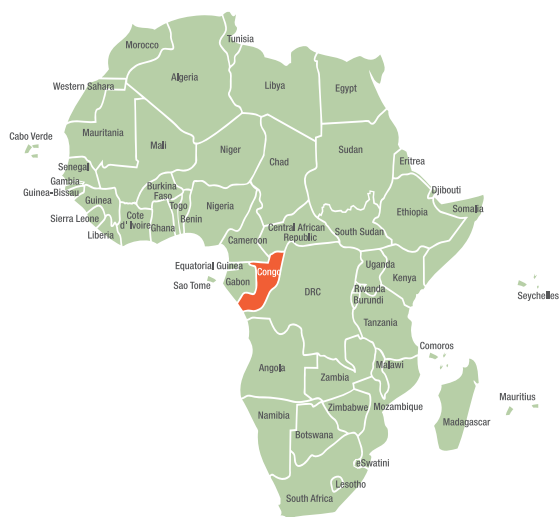 Tunisia
Morocco
Algeria
Libya
Egypt
Western Sahara
Mauritania
Mali
Niger
Chad
Sudan
Eritrea
Cabo Verde
Senegal
Gambia
Guinea-Bissau
Guinea
Sierra Leone
Liberia
Cote
d' Ivoire
Burkina
Faso
Ghana
Togo
Benin
Nigeria
Djibouti
Somalia
Ethiopia
Central African
Republic
South Sudan
Cameroon
Equatorial Guinea
Sao Tome
Gabon
Congo
DRC
Uganda
Kenya
Rwanda
Burundi
Tanzania
Seychelles
Comoros
Angola
Zambia
Malawi
Mozambique
Zimbabwe
Mauritius
Madagascar
Namibia
Botswana
eSwatini
Lesotho
South Africa